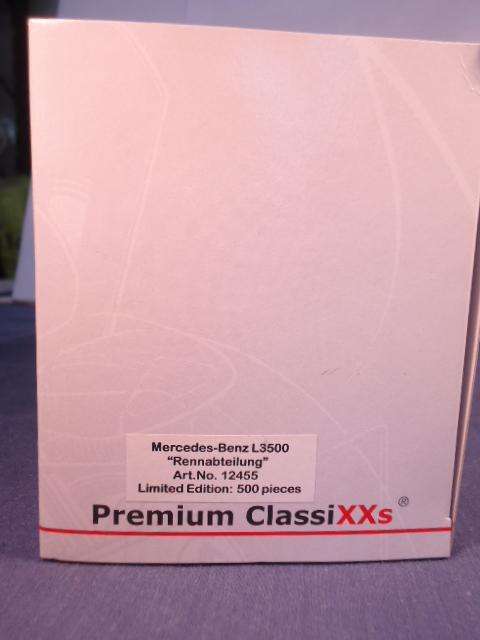 Mercedes-Benz L3500
“Rennabteilung”
Art.No. 12455
Limited Edition: 500 pieces
Premium ClassiXXs®